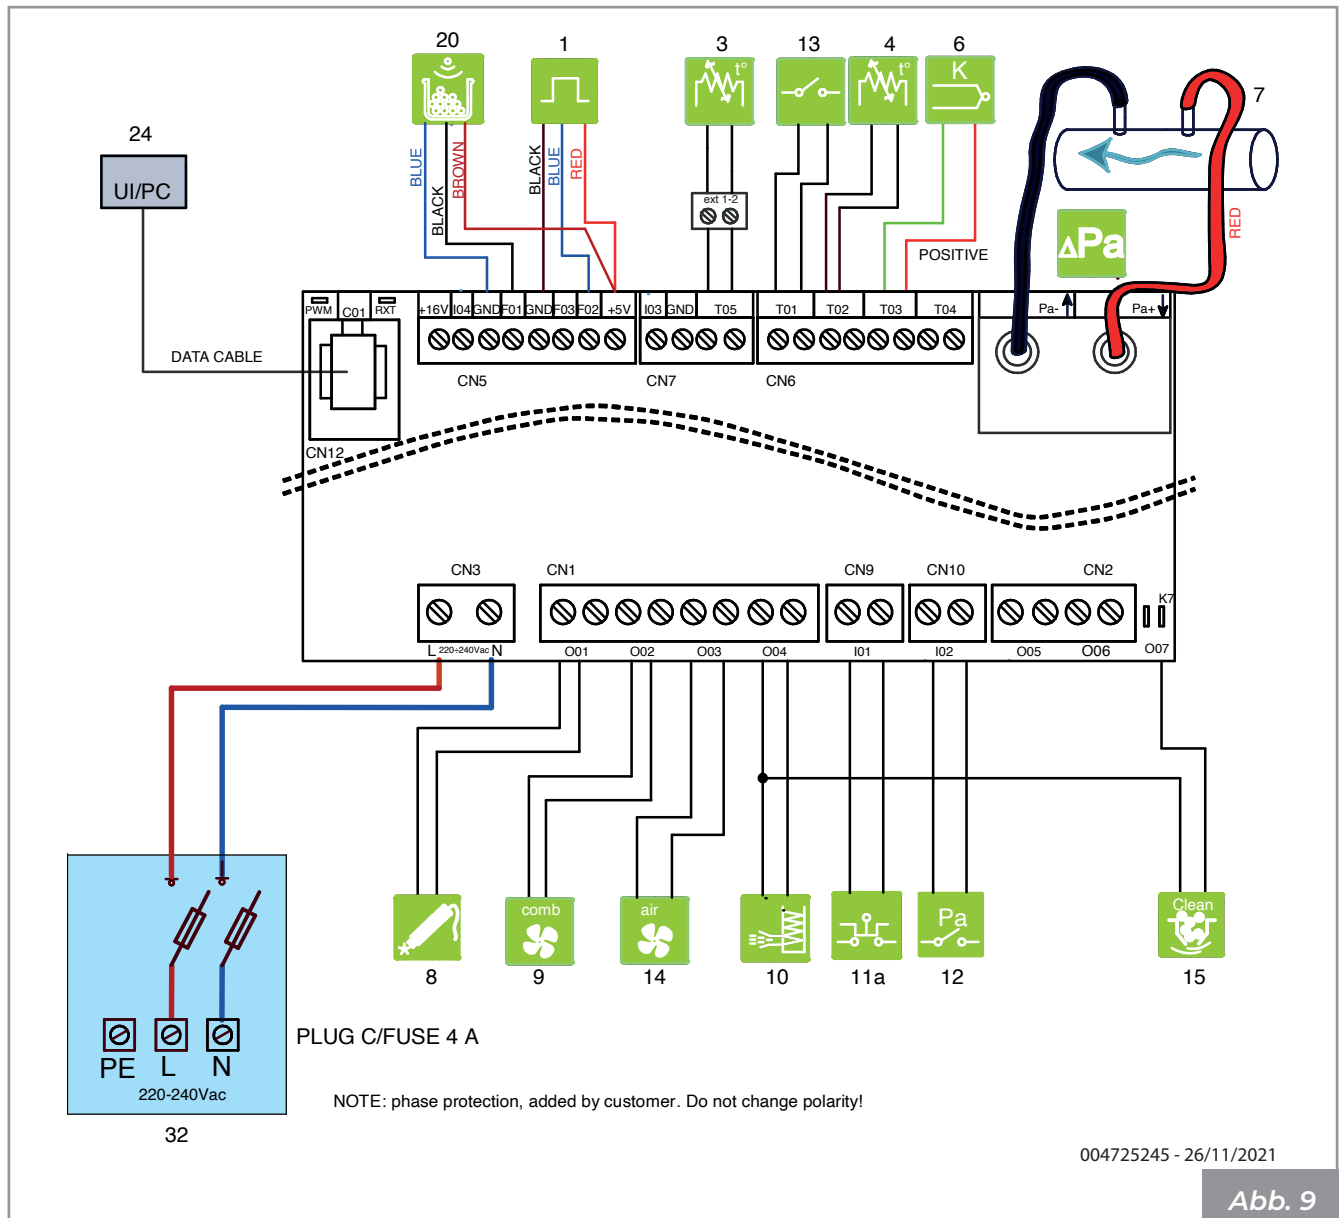 20 1 3 13 4 6 7
24
UI/PC
t° t° K
BLUE BLACK BROWN BLACK BLUE RED
ext 1-2
POSITIVE
ΔPa
RED
PWM C01 RXT
+16V I04 GND F01 GND F03 F02 +5V
I03 GND T05
T01 T02 T03 T04
Pa- Pa+
DATA CABLE
CN5 CN7 CN6
CN12
CN3 CN1 CN9 CN10 CN2
K7
L 220÷240Vac N
O01 O02 O03 O04 I01 I02 O05 O06 O07
comb air Pa Clean
8 9 14 10 11a 12 15
PLUG C/FUSE 4 A
PE L N
220-240Vac
32
NOTE: phase protection, added by customer. Do not change polarity!
004725245 - 26/11/2021
Abb. 9